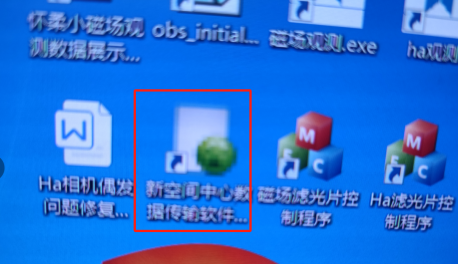 怀柔小磁场观
测数据展示...
obs_initial...
磁场观测.exe
ha观测
Ha相机偶发
问题修复...
新空间中心数
据传输软件...
磁场滤光片控
制程序
Ha滤光片控
制程序